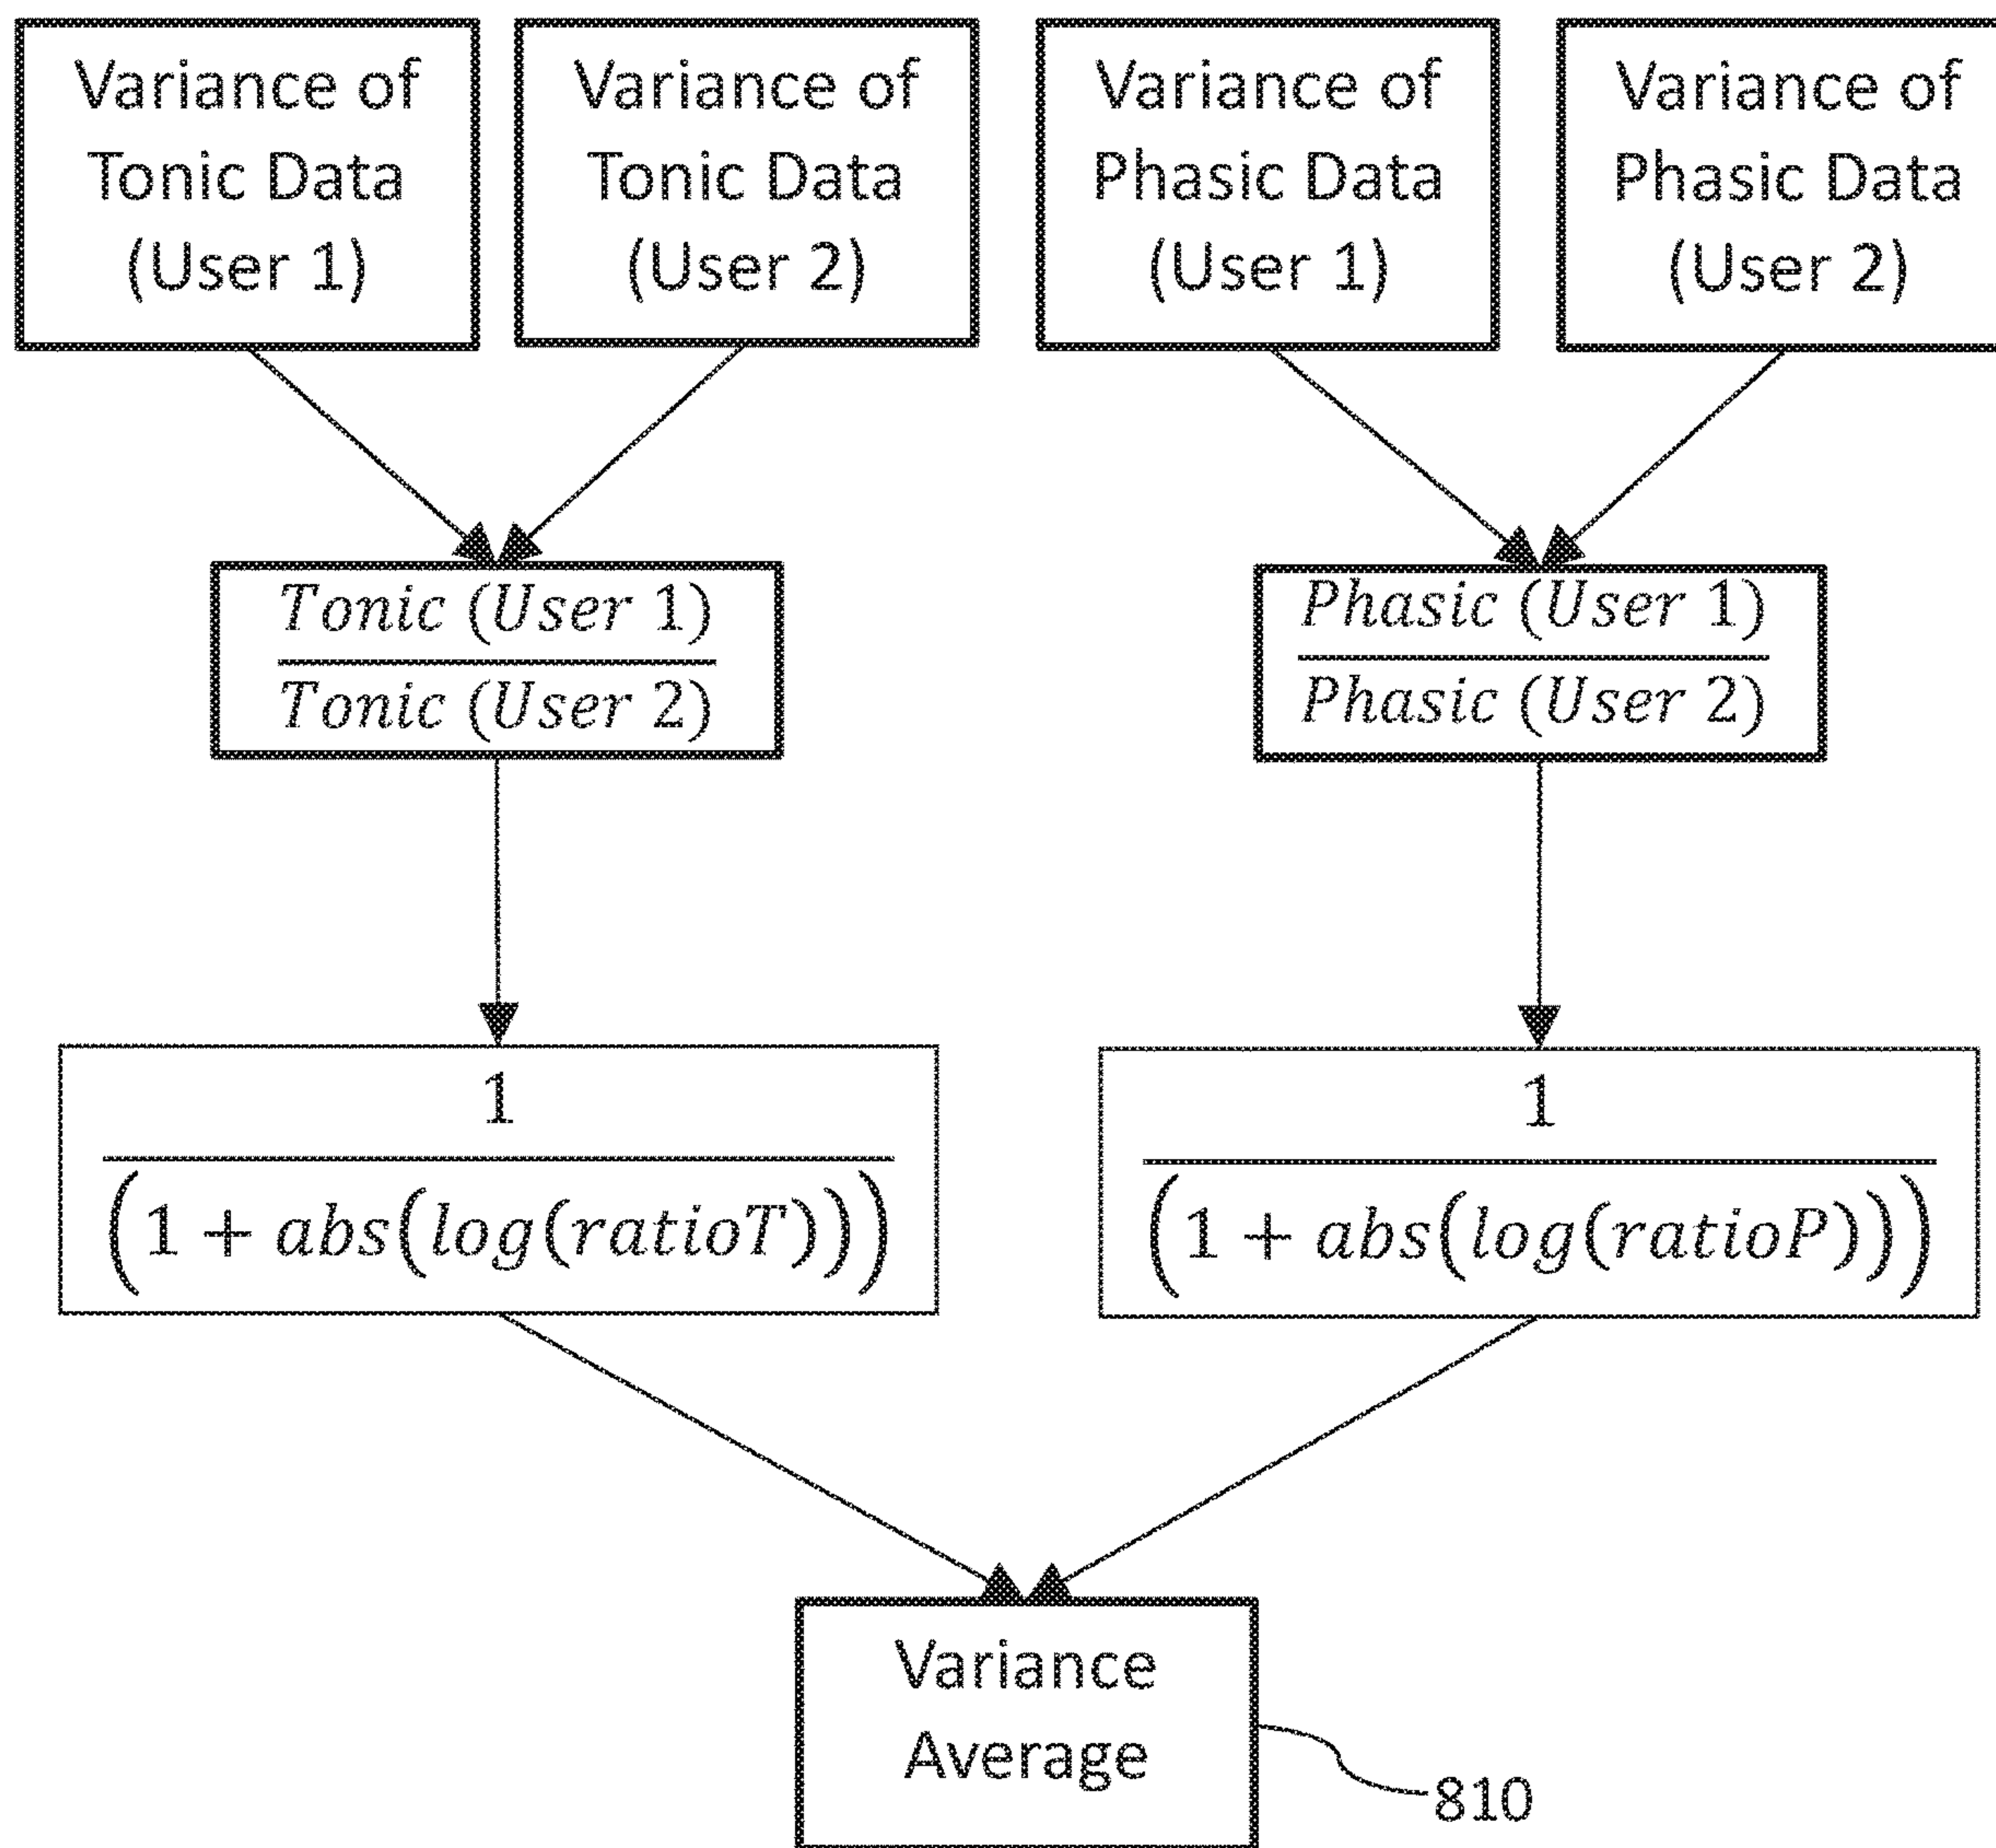 Variance of
Tonic Data
(User 1)
Variance of
Tonic Data
(User 2)
Variance of
Phasic Data
(User 1)
Variance of
Phasic Data
(User 2)
Tonic (User 1)
Tonic (User 2)
Phasic (User 1)
Phasic (User 2)
1
(1 + abs(log(ratioT)))
1
(1 + abs(log(ratioP)))
Variance
Average
810